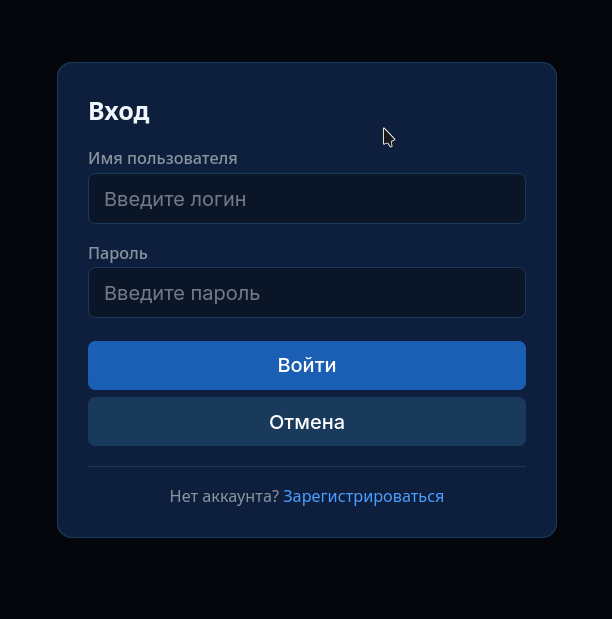 Вход
Имя пользователя
Введите логин
Пароль
Введите пароль
Войти
Отмена
Нет аккаунта? Зарегистрироваться